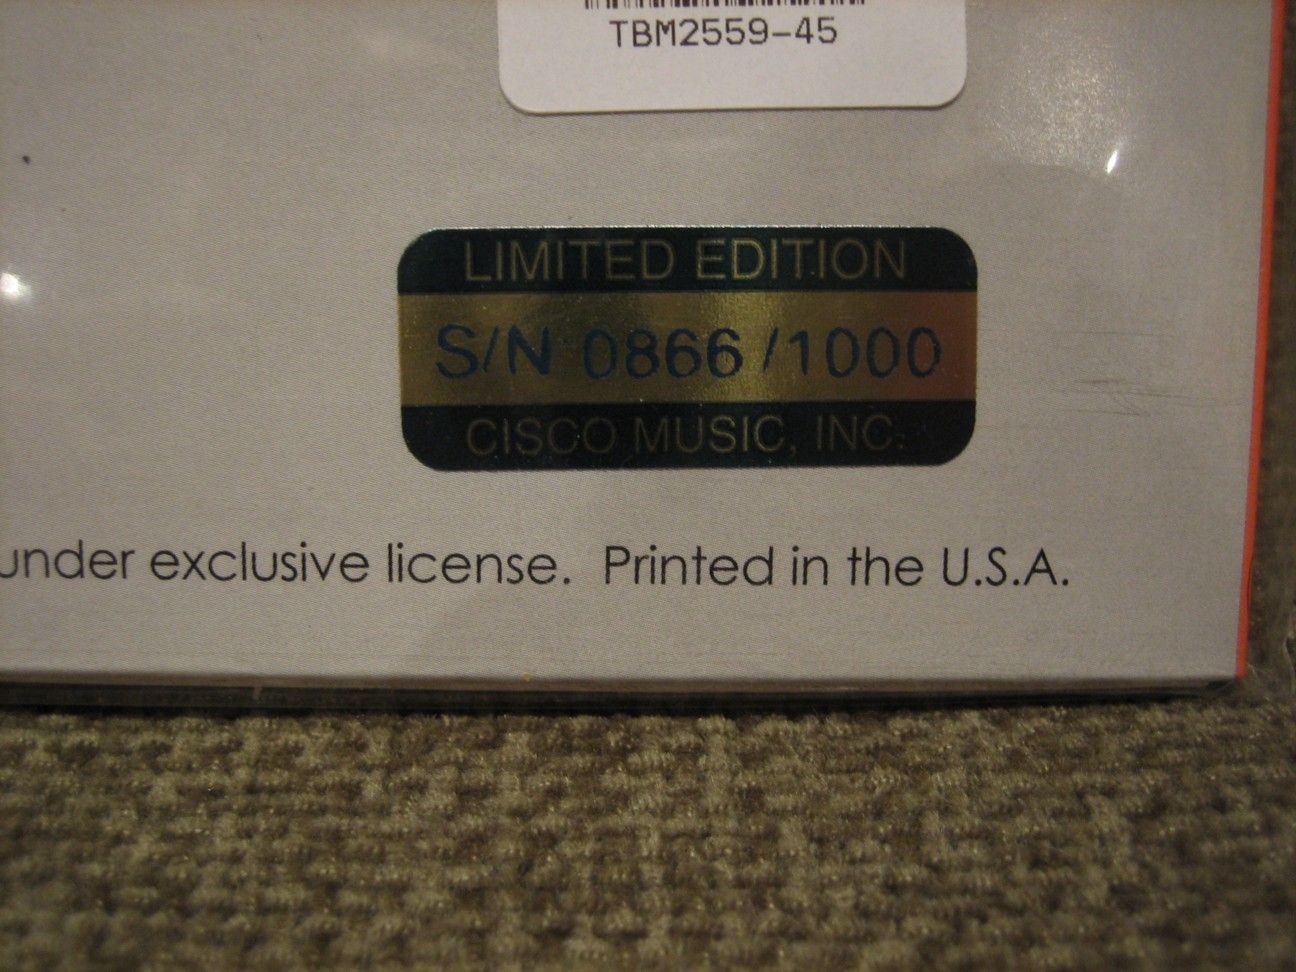 TBM2559-45
LIMITED EDITION
S/N 0866 /1000
CISCO MUSIC, INC.
under exclusive license. Printed in the U.S.A.